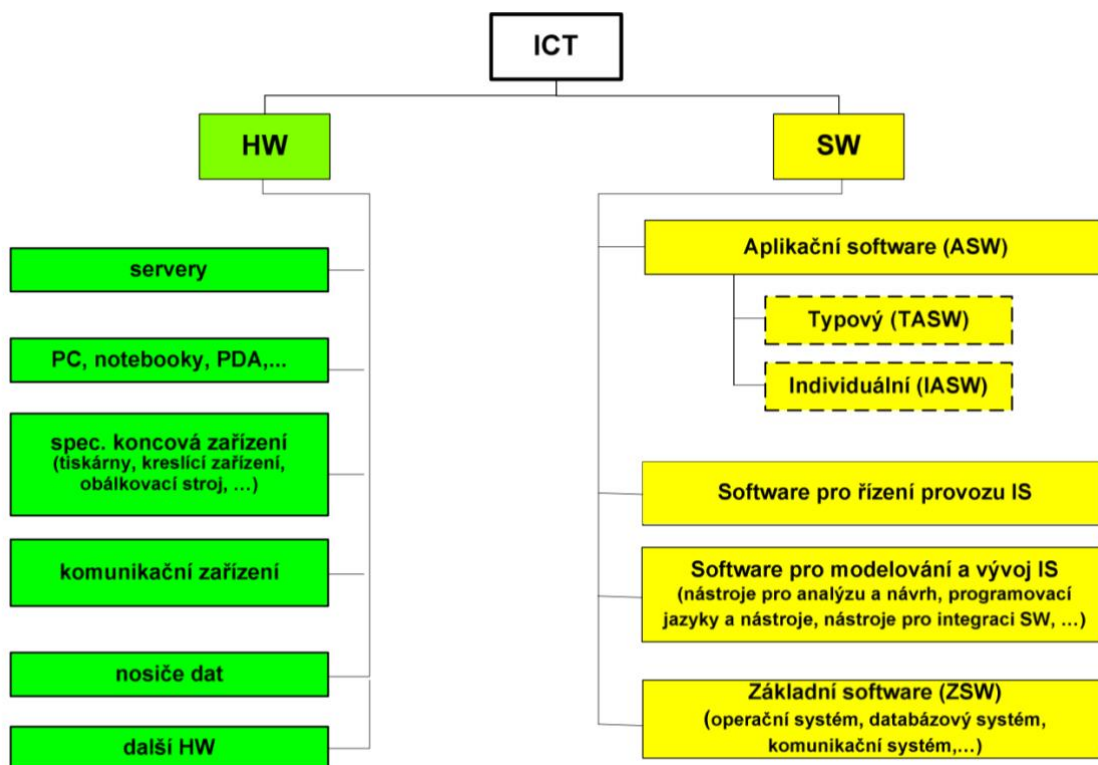 ICT
HW
SW
servery
PC, notebooky, PDA,...
spec. koncová zařízení
(tiskárny, kreslící zařízení,
obálkovací stroj, ...)
komunikační zařízení
nosiče dat
další HW
Aplikační software (ASW)
Typový (TASW)
Individuální (IASW)
Software pro řízení provozu IS
Software pro modelování a vývoj IS
(nástroje pro analýzu a návrh, programovací
jazyky a nástroje, nástroje pro integraci SW, ...)
Základní software (ZSW)
(operační systém, databázový systém,
komunikační systém,...)